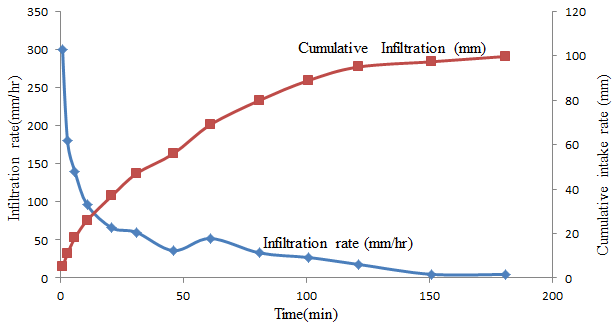 350
300
250
200
150
100
50
0
Infiltration rate(mm/hr)
Cumulative Infiltration (mm)
Infiltration rate (mm/hr)
120
100
80
60
40
20
0
Cumulative intake rate (mm)
0 50 100 150 200
Time(min)